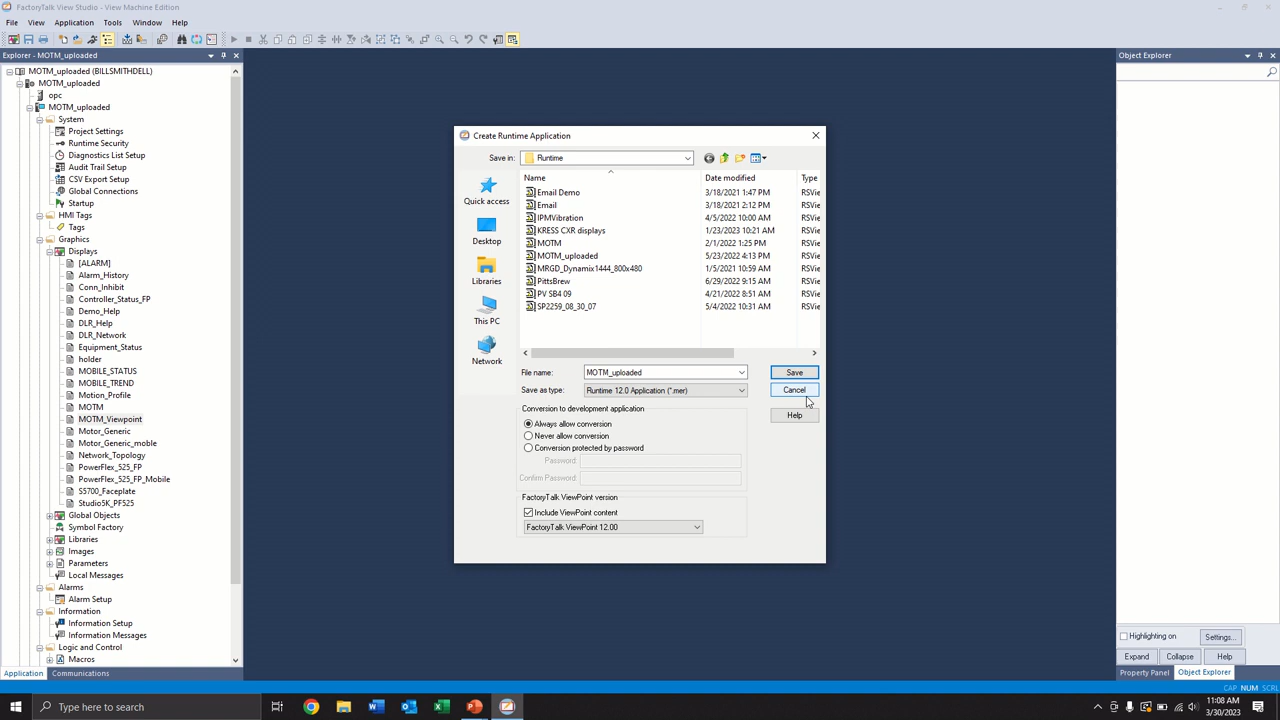 FactoryTalk View Studio - View Machine Edition
File View Application Tools Window Help
Explorer - MOTM_uploaded
Object Explorer
MOTM_uploaded (BILLSMITHDELL)
MOTM_uploaded
opc
MOTM_uploaded
System
Project Settings
Runtime Security
Diagnostics List Setup
Audit Trail Setup
CSV Export Setup
Global Connections
Startup
HMI Tags
Tags
Graphics
Displays
[ALARM]
Alarm_History
Conn_Inhibit
Controller_Status_FP
Demo_Help
DLR_Help
DLR_Network
Equipment_Status
holder
MOBILE_STATUS
MOBILE_TREND
Motion_Profile
MOTM
MOTM_Viewpoint
Motor_Generic
Motor_Generic_moble
Network_Topology
PowerFlex_525_FP
PowerFlex_525_FP_Mobile
S5700_Faceplate
Studio5K_PF525
Global Objects
Symbol Factory
Libraries
Images
Parameters
Local Messages
Alarms
Alarm Setup
Information
Information Setup
Information Messages
Logic and Control
Macros
Application Communications
Create Runtime Application
Save in: Runtime
Quick access
Desktop
Libraries
This PC
Network
Name Date modified Type
Email Demo 3/18/2021 1:47 PM RSVie
Email 3/18/2021 2:12 PM RSVie
IPMVibration 4/5/2022 10:00 AM RSVie
KRESS CXR displays 1/23/2023 10:21 AM RSVie
MOTM 2/1/2022 1:25 PM RSVie
MOTM_uploaded 5/23/2022 4:13 PM RSVie
MRGD_Dynamix1444_800x480 1/5/2021 10:59 AM RSVie
PittsBrew 6/29/2022 9:15 AM RSVie
PV SB4 09 4/21/2022 8:51 AM RSVie
SP2259_08_30_07 5/4/2022 10:31 AM RSVie
File name: MOTM_uploaded Save
Save as type: Runtime 12.0 Application (*.mer) Cancel
Conversion to development application
Help
Always allow conversion
Never allow conversion
Conversion protected by password
Password:
Confirm Password:
FactoryTalk ViewPoint version
Include ViewPoint content
FactoryTalk ViewPoint 12.00
Highlighting on Settings...
Expand Collapse Help
Property Panel Object Explorer
CAP NUM SCRL
Type here to search
11:08 AM
3/30/2023